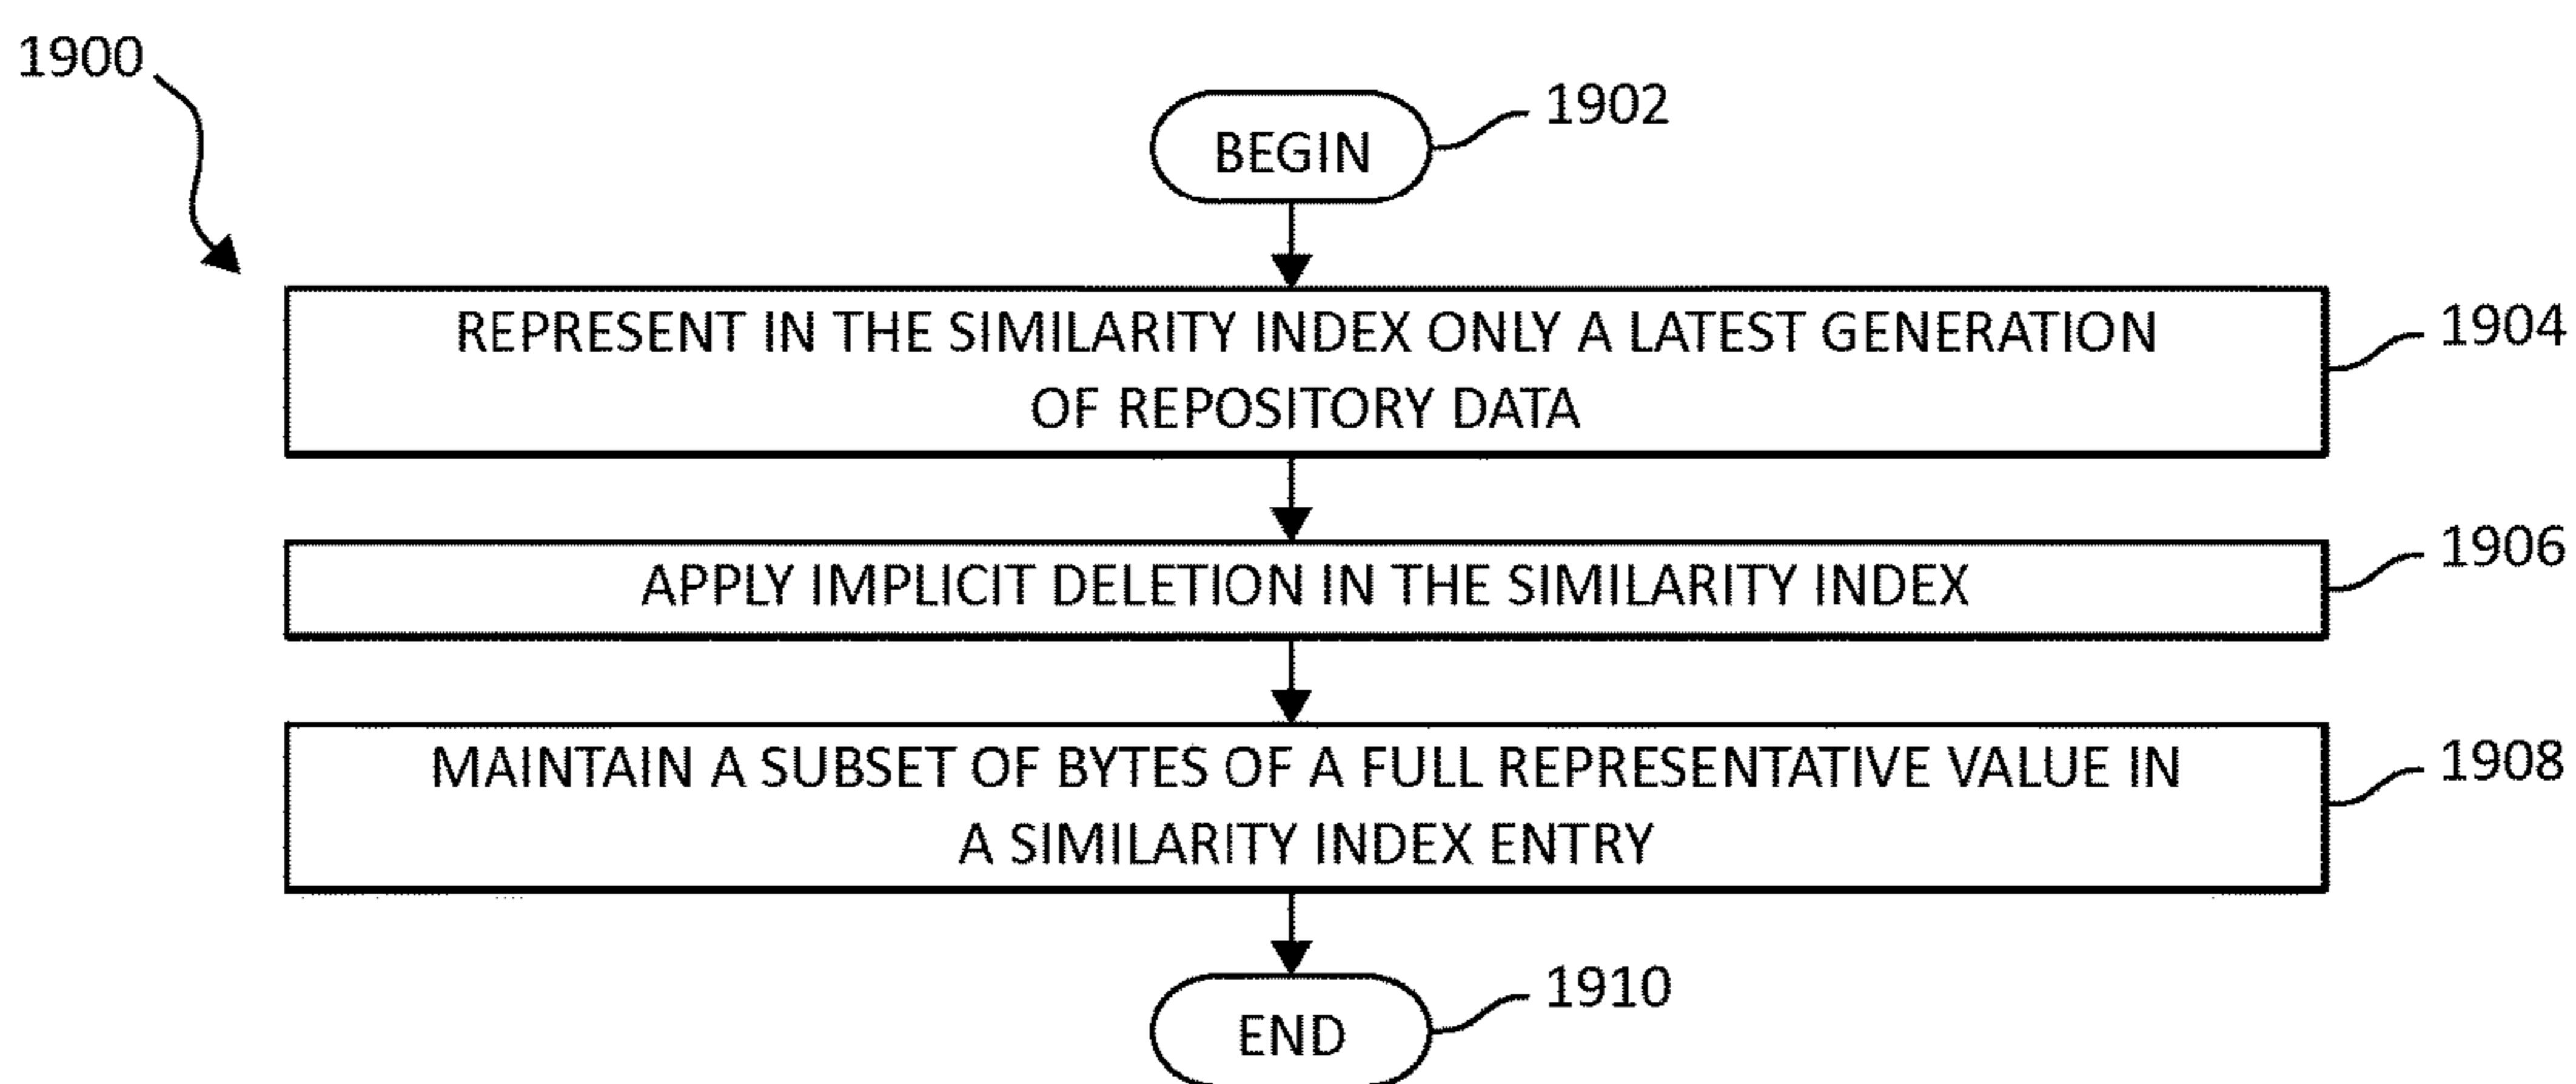 1900
1902
BEGIN
REPRESENT IN THE SIMILARITY INDEX ONLY A LATEST GENERATION
OF REPOSITORY DATA
1904
APPLY IMPLICIT DELETION IN THE SIMILARITY INDEX
1906
MAINTAIN A SUBSET OF BYTES OF A FULL REPRESENTATIVE VALUE IN
A SIMILARITY INDEX ENTRY
1908
1910
END